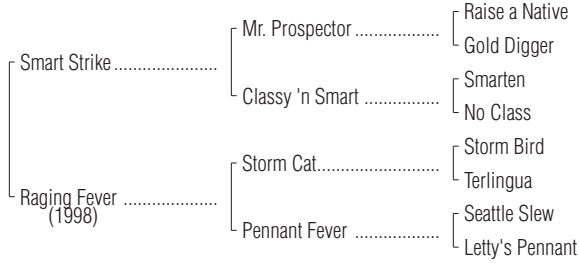 Raise a Native
Mr. Prospector ..................
Gold Digger
Smart Strike ......................
Smarten
Classy 'n Smart ................
No Class
Storm Bird
Storm Cat..........................
Terlingua
Raging Fever ....................
(1998)
Seattle Slew
Pennant Fever ..................
Letty's Pennant